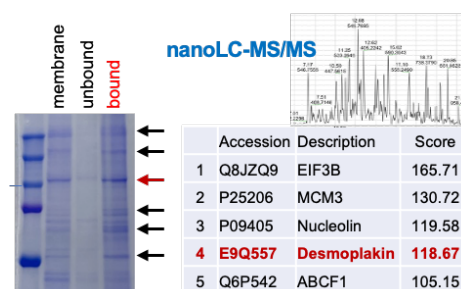 nanoLC-MS/MS
membrane
unbound
bound
Accession Description Score
1 Q8JZQ9 EIF3B 165.71
2 P25206 MCM3 130.72
3 P09405 Nucleolin 119.58
4 E9Q557 Desmoplakin 118.67
5 Q6P542 ABCF1 105.15